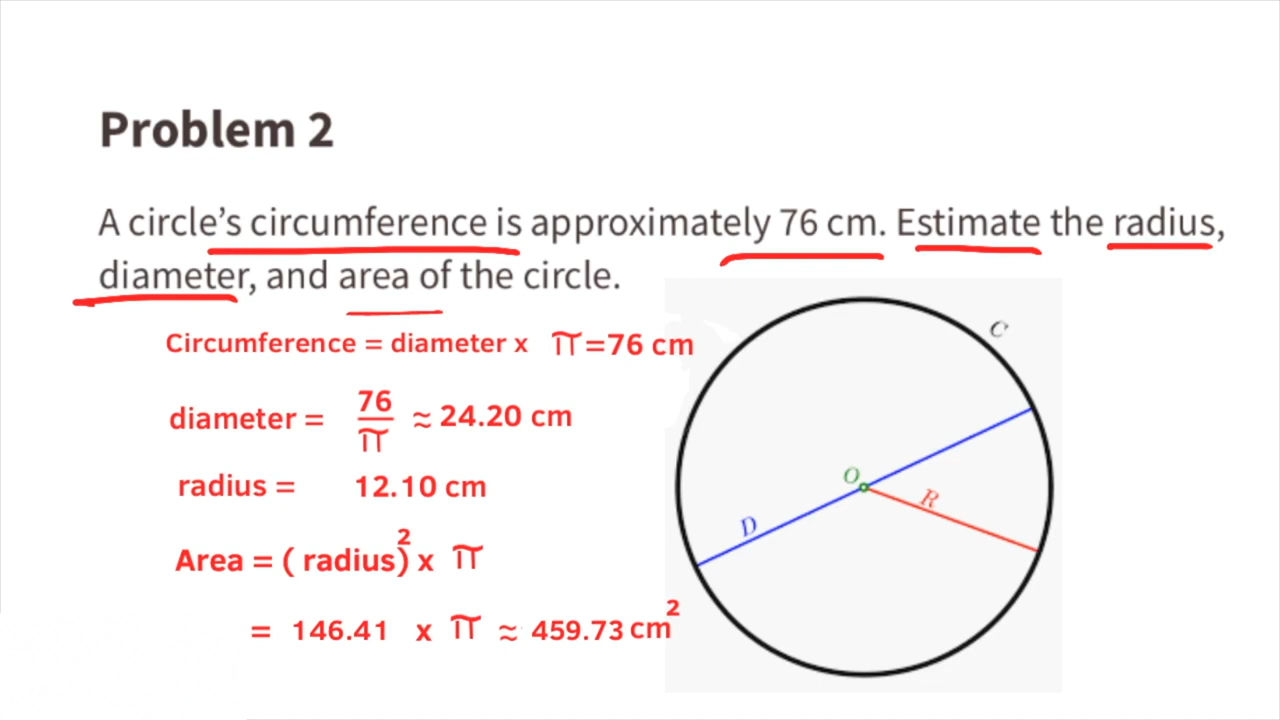 Problem 2
A circle's circumference is approximately 76 cm. Estimate the radius,
diameter, and area of the circle.
Circumference = diameter x π = 76 cm
diameter = 76/π ≈ 24.20 cm
radius = 12.10 cm
Area = ( radius)² x π
= 146.41 x π ≈ 459.73 cm²
C
O
R
D